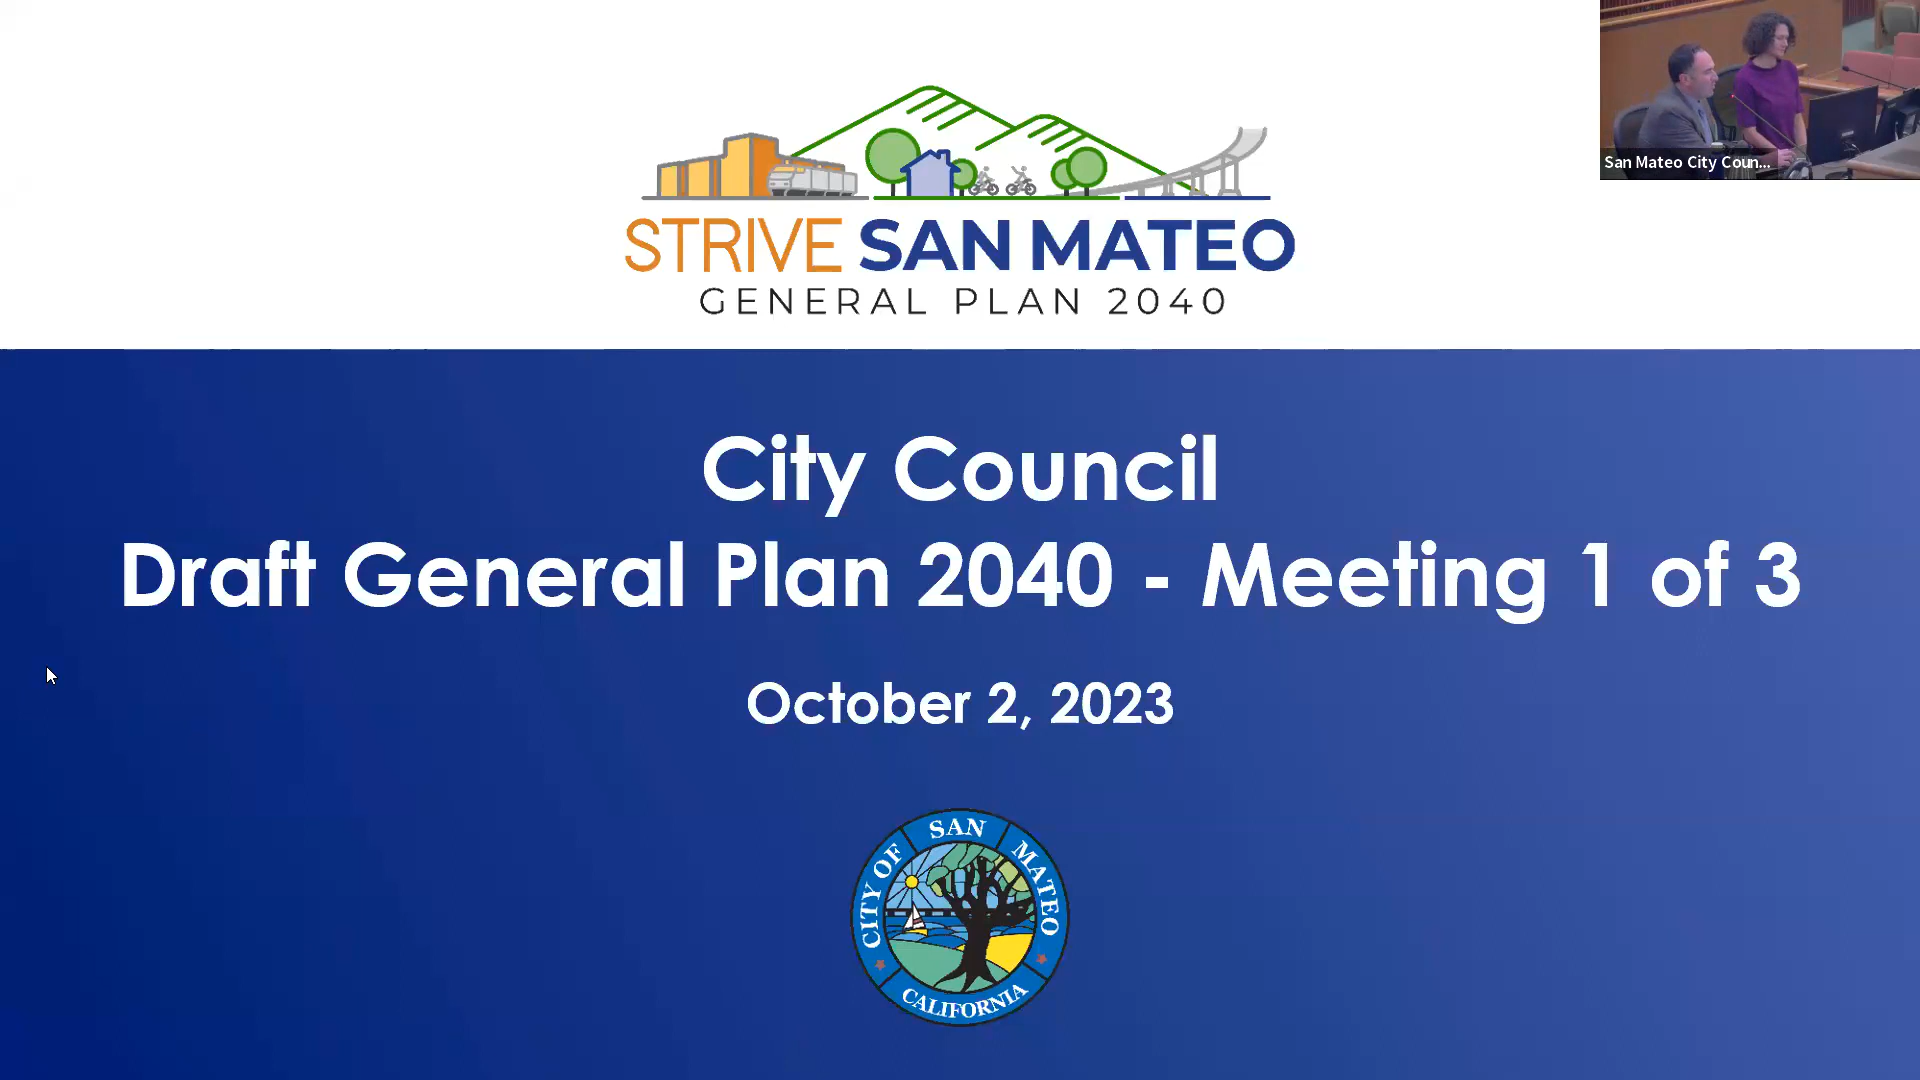 San Mateo City Coun...
STRIVE SAN MATEO
GENERAL PLAN 2040
City Council
Draft General Plan 2040 - Meeting 1 of 3
October 2, 2023
CITY OF SAN MATEO
CALIFORNIA